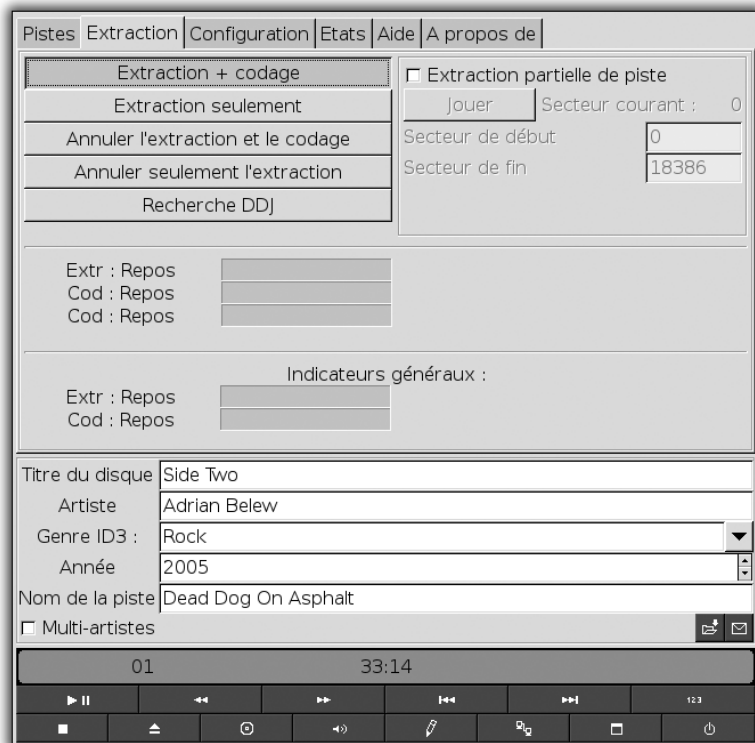 Pistes Extraction Configuration Etats Aide A propos de
Extraction + codage
Extraction seulement
Annuler l'extraction et le codage
Annuler seulement l'extraction
Recherche DDJ
Extraction partielle de piste
Jouer Secteur courant : 0
Secteur de début 0
Secteur de fin 18386
Extr : Repos
Cod : Repos
Cod : Repos
Indicateurs généraux :
Extr : Repos
Cod : Repos
Titre du disque Side Two
Artiste Adrian Belew
Genre ID3 : Rock
Année 2005
Nom de la piste Dead Dog On Asphalt
Multi-artistes
01 33:14
123